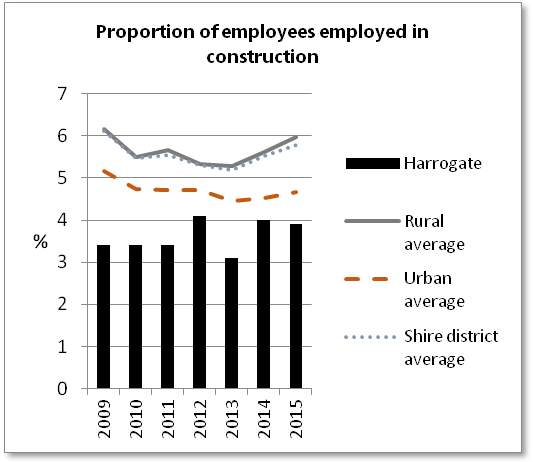 Proportion of employees employed in
construction
7
6
5
4
3
2
1
0
%
2009
2010
2011
2012
2013
2014
2015
Harrogate
Rural
average
Urban
average
Shire district
average